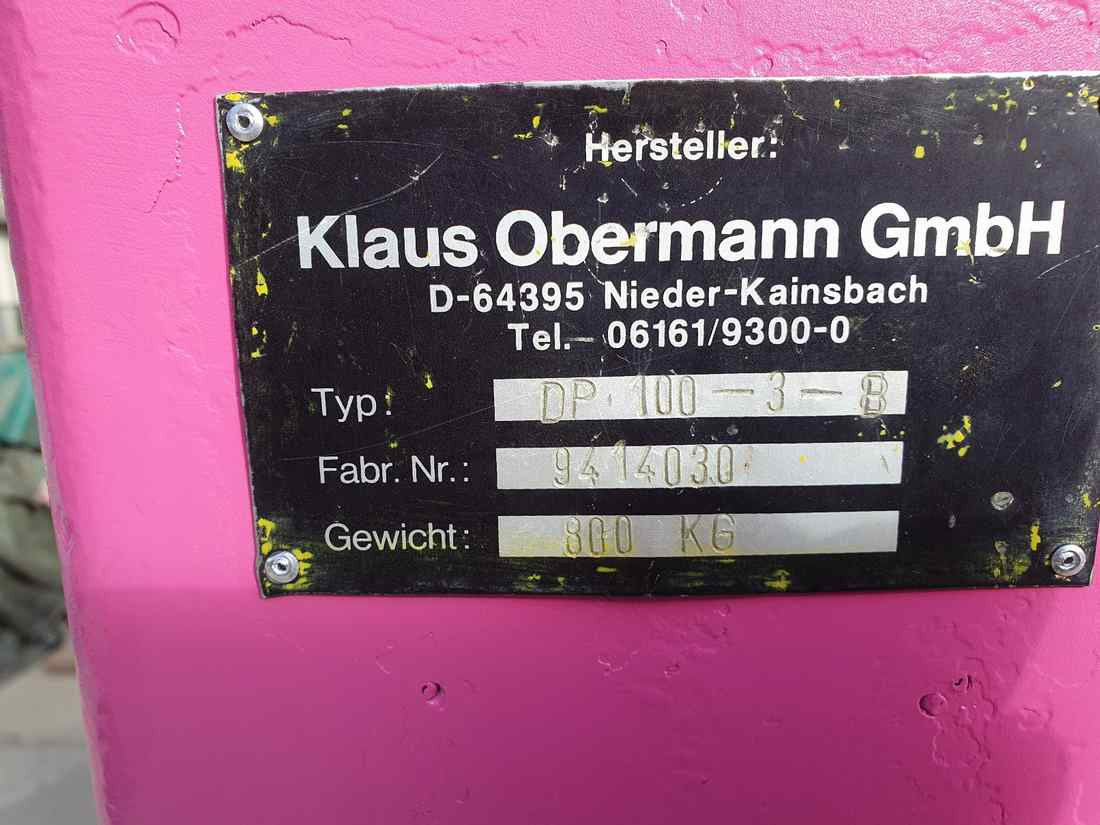 Hersteller:
Klaus Obermann GmbH
D-64395 Nieder-Kainsbach
Tel. 06161/9300-0
Typ: DP 100-3-B
Fabr. Nr.: 9414030
Gewicht: 800 KG